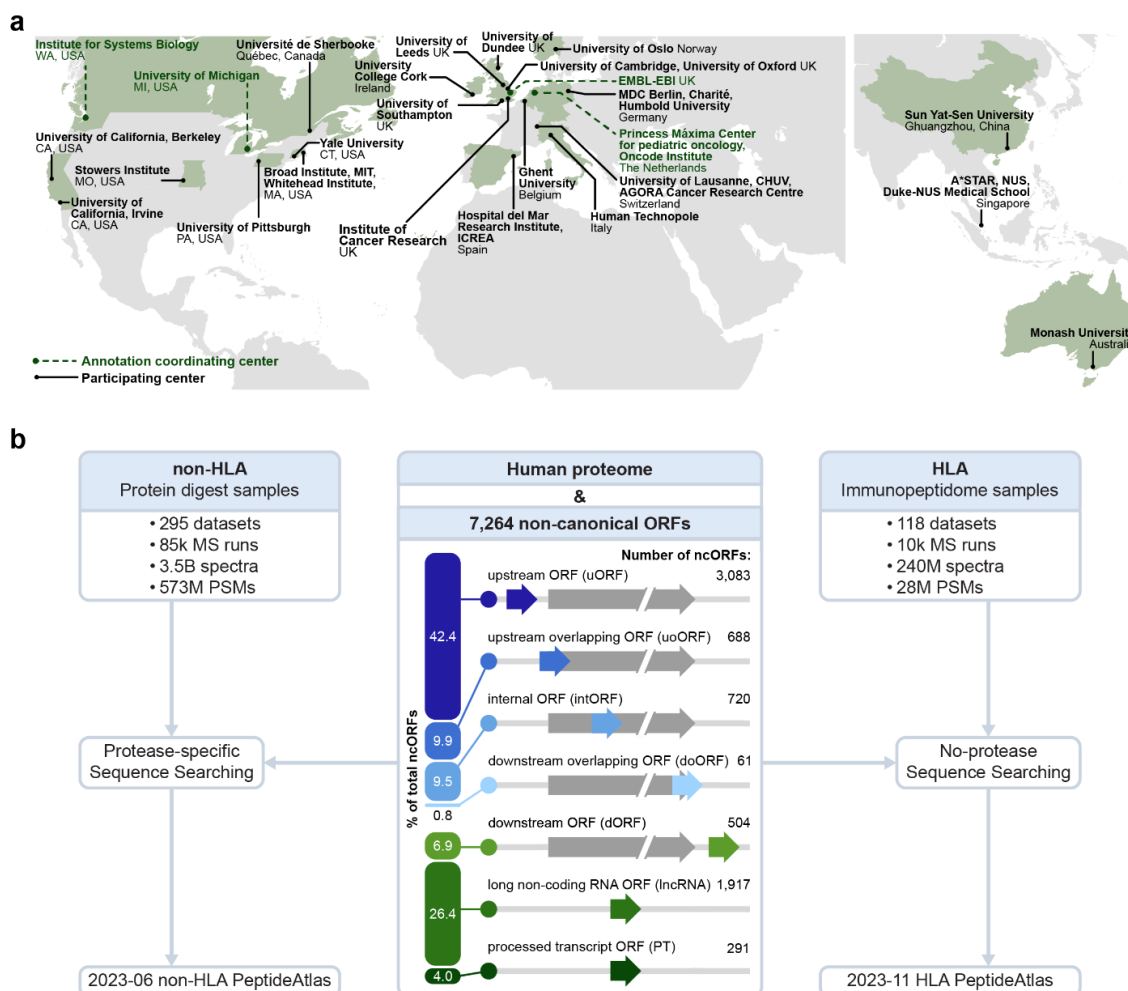 a
Institute for Systems Biology
WA, USA
University of Michigan
MI, USA
Université de Sherbooke
Québec, Canada
University of California, Berkeley
CA, USA
Stowers Institute
MO, USA
University of
California, Irvine
CA, USA
Yale University
CT, USA
Broad Institute, MIT,
Whitehead Institute,
MA, USA
University of Pittsburgh
PA, USA
University of
Leeds UK
University of
Dundee UK
University of Oslo Norway
University
College Cork
Ireland
University of Cambridge, University of Oxford UK
EMBL-EBI UK
University of
Southampton
UK
MDC Berlin, Charité,
Humbold University
Germany
Princess Máxima Center
for pediatric oncology,
Oncode Institute
The Netherlands
Ghent
University
Belgium
University of Lausanne, CHUV,
AGORA Cancer Research Centre
Switzerland
Institute of
Cancer Research
UK
Hospital del Mar
Research Institute,
ICREA
Spain
Human Technopole
Italy
Sun Yat-Sen University
Ghuangzhou, China
A*STAR, NUS,
Duke-NUS Medical School
Singapore
Monash Universit
Australi
Annotation coordinating center
Participating center
b
non-HLA
Protein digest samples
• 295 datasets
• 85k MS runs
• 3.5B spectra
• 573M PSMs
Protease-specific
Sequence Searching
2023-06 non-HLA PeptideAtlas
Human proteome
&
7,264 non-canonical ORFs
Number of ncORFs:
% of total ncORFs
upstream ORF (uORF) 3,083
42.4
upstream overlapping ORF (uoORF) 688
9.9
internal ORF (intORF) 720
9.5
downstream overlapping ORF (doORF) 61
0.8
downstream ORF (dORF) 504
6.9
long non-coding RNA ORF (lncRNA) 1,917
26.4
processed transcript ORF (PT) 291
4.0
HLA
Immunopeptidome samples
• 118 datasets
• 10k MS runs
• 240M spectra
• 28M PSMs
No-protease
Sequence Searching
2023-11 HLA PeptideAtlas